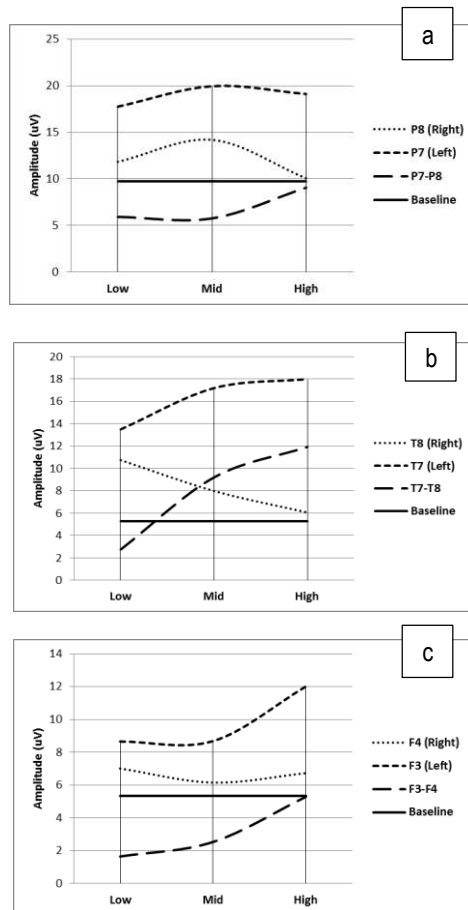 a
25
20
15
10
5
0
Amplitude (uV)
Low Mid High
P8 (Right)
P7 (Left)
P7-P8
Baseline
b
20
18
16
14
12
10
8
6
4
2
0
Amplitude (uV)
Low Mid High
T8 (Right)
T7 (Left)
T7-T8
Baseline
c
14
12
10
8
6
4
2
0
Amplitude (uV)
Low Mid High
F4 (Right)
F3 (Left)
F3-F4
Baseline